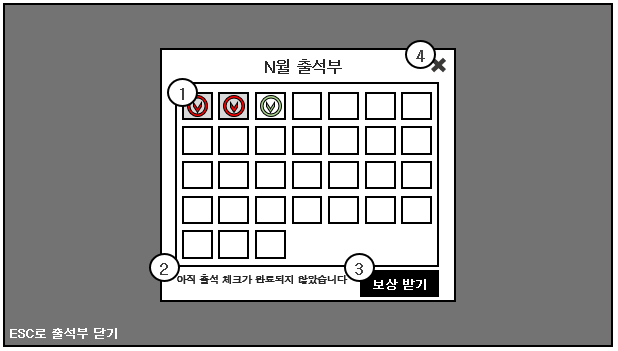 ④
N월 출석부
①
②
아직 출석 체크가 완료되지 않았습니다
③
보상 받기
ESC로 출석부 닫기